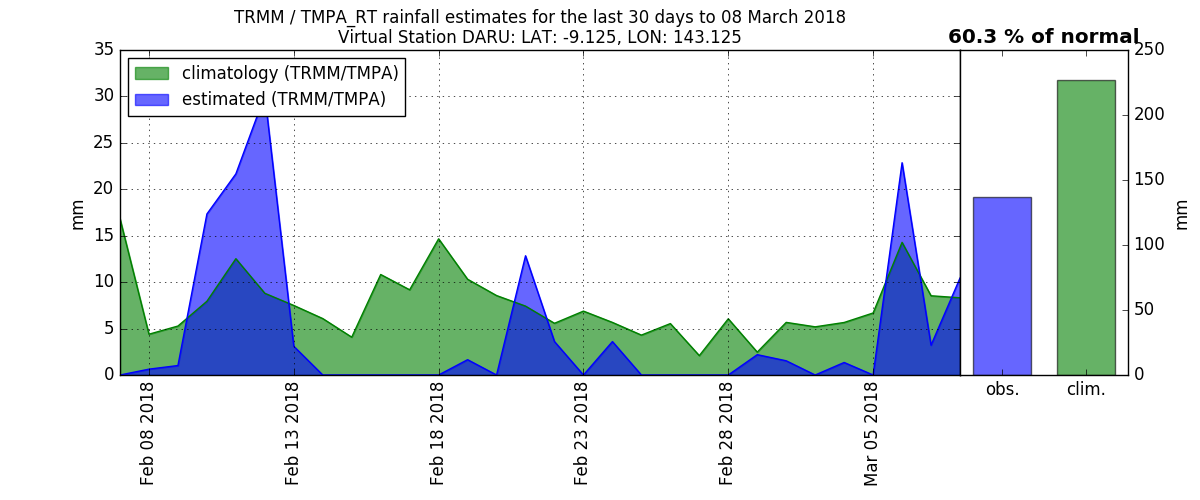 TRMM / TMPA_RT rainfall estimates for the last 30 days to 08 March 2018
Virtual Station DARU: LAT: -9.125, LON: 143.125
60.3 % of normal
climatology (TRMM/TMPA)
estimated (TRMM/TMPA)
35
30
25
20
15
10
5
0
mm
Feb 08 2018
Feb 13 2018
Feb 18 2018
Feb 23 2018
Feb 28 2018
Mar 05 2018
obs.
clim.
250
200
150
100
50
0
mm